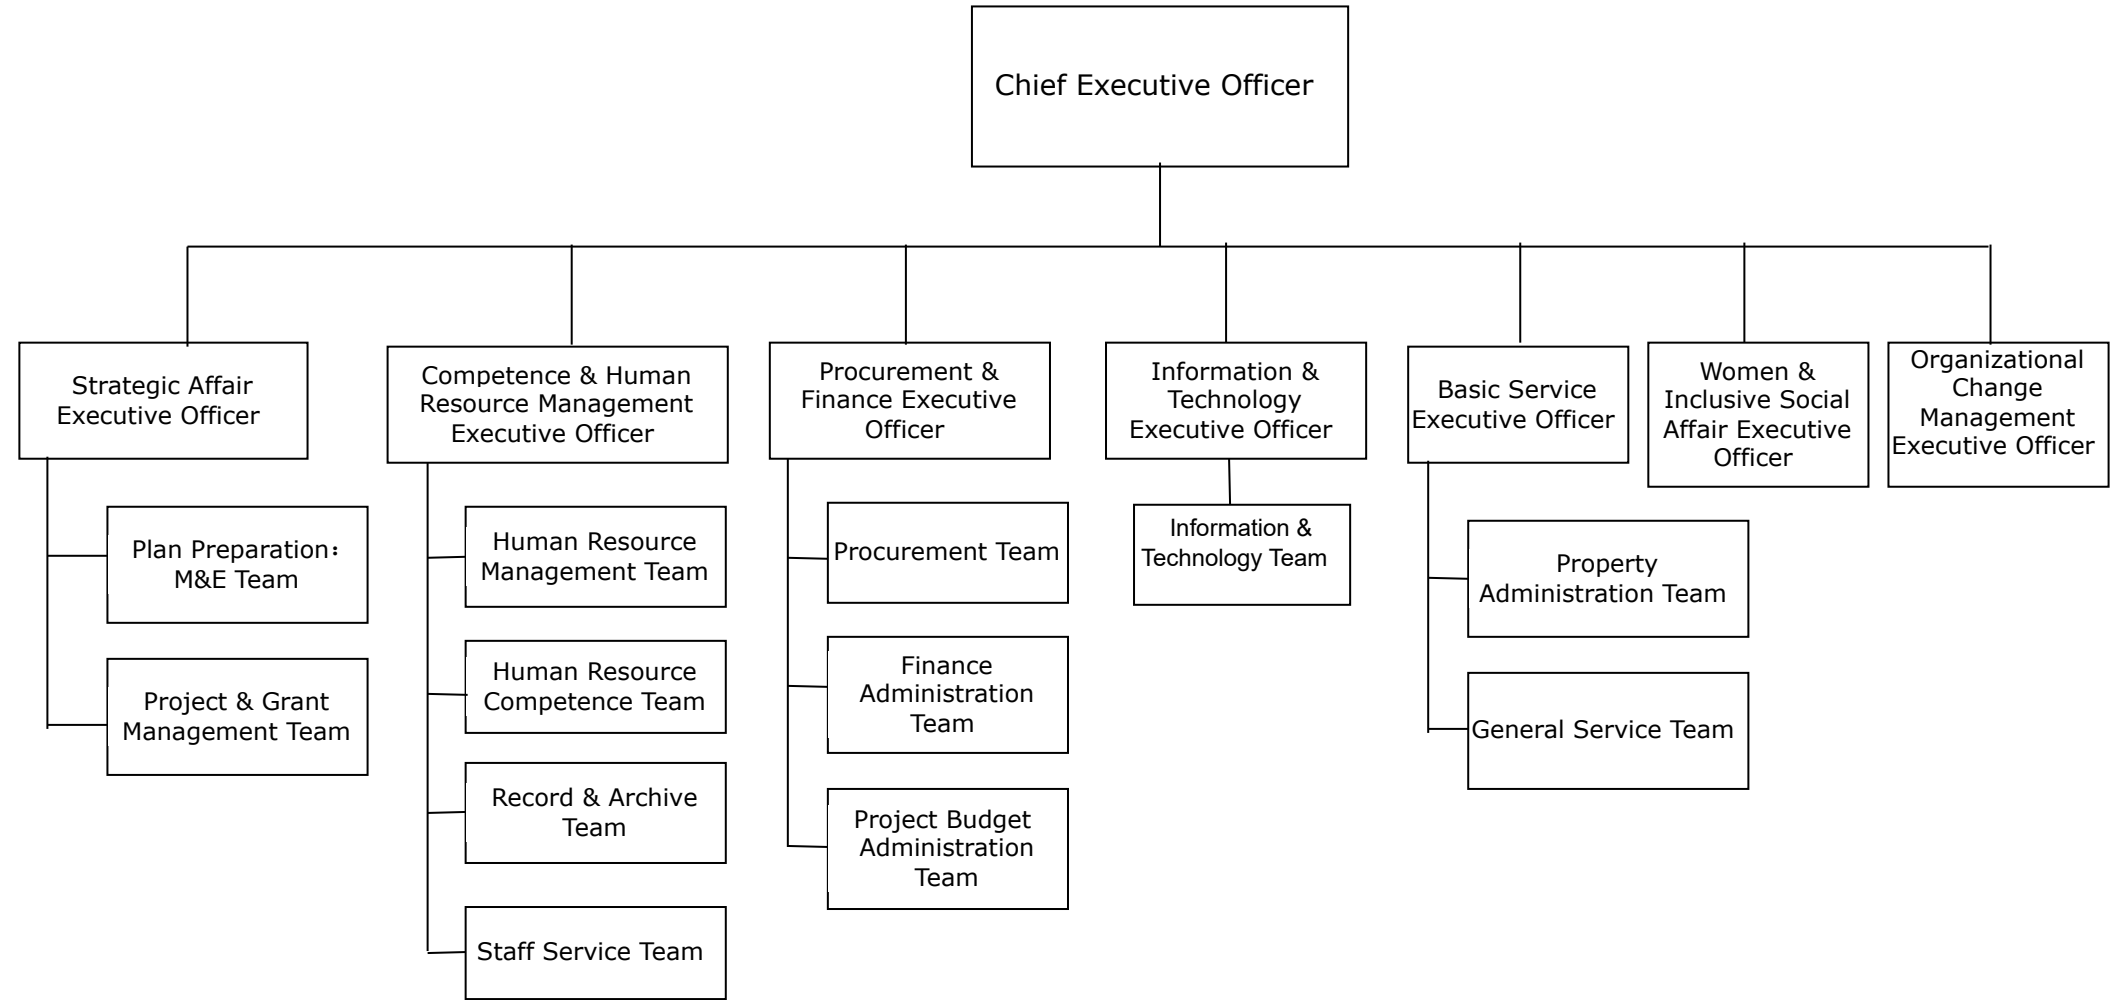 Chief Executive Officer
Strategic Affair
Executive Officer
Competence & Human
Resource Management
Executive Officer
Procurement &
Finance Executive
Officer
Information &
Technology
Executive Officer
Basic Service
Executive Officer
Women &
Inclusive Social
Affair Executive
Officer
Organizational
Change
Management
Executive Officer
Plan Preparation：
M&E Team
Project & Grant
Management Team
Human Resource
Management Team
Human Resource
Competence Team
Record & Archive
Team
Staff Service Team
Procurement Team
Finance
Administration
Team
Project Budget
Administration
Team
Information &
Technology Team
Property
Administration Team
General Service Team